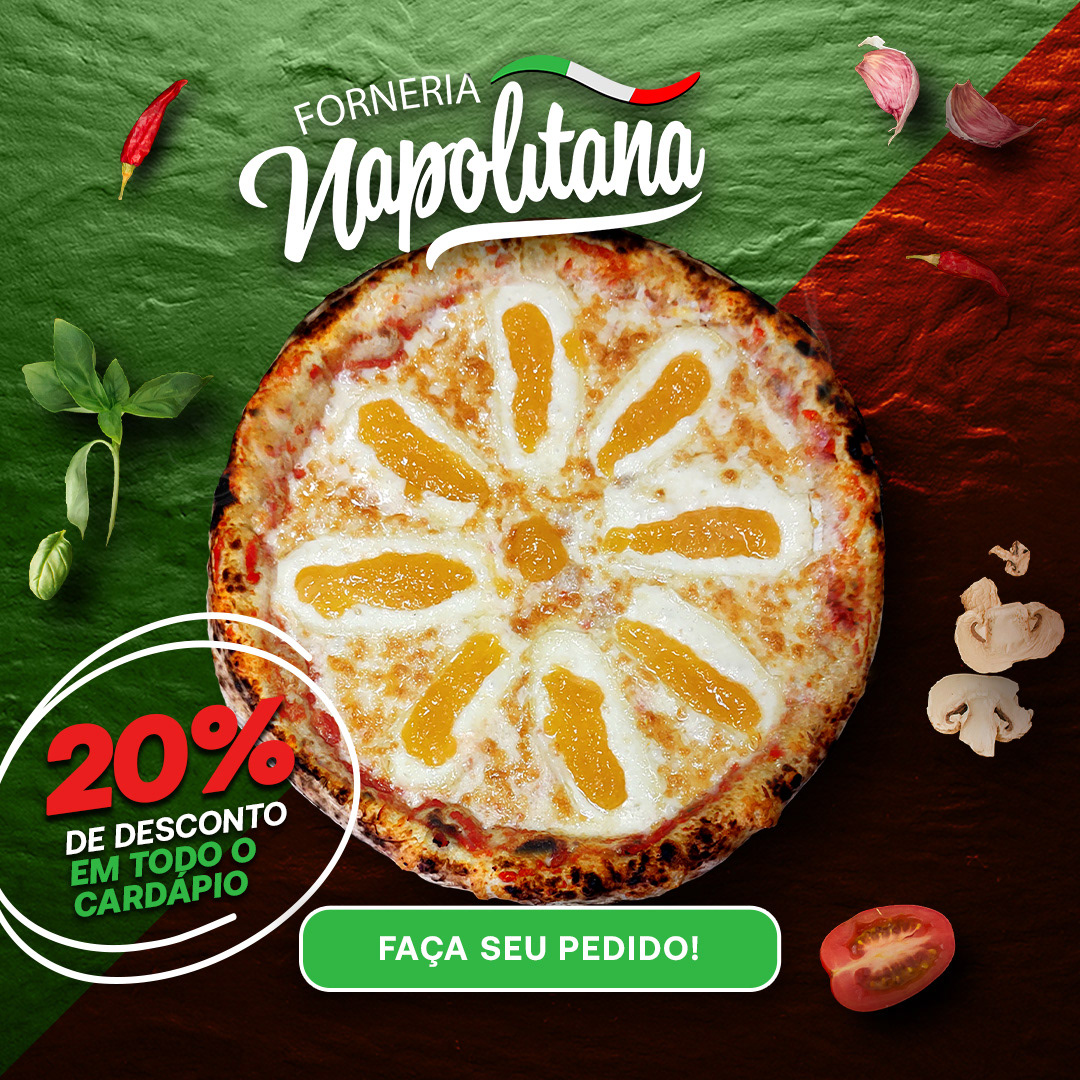 FORNERIA
Napolitana
20%
DE DESCONTO
EM TODO O
CARDÁPIO
FAÇA SEU PEDIDO!